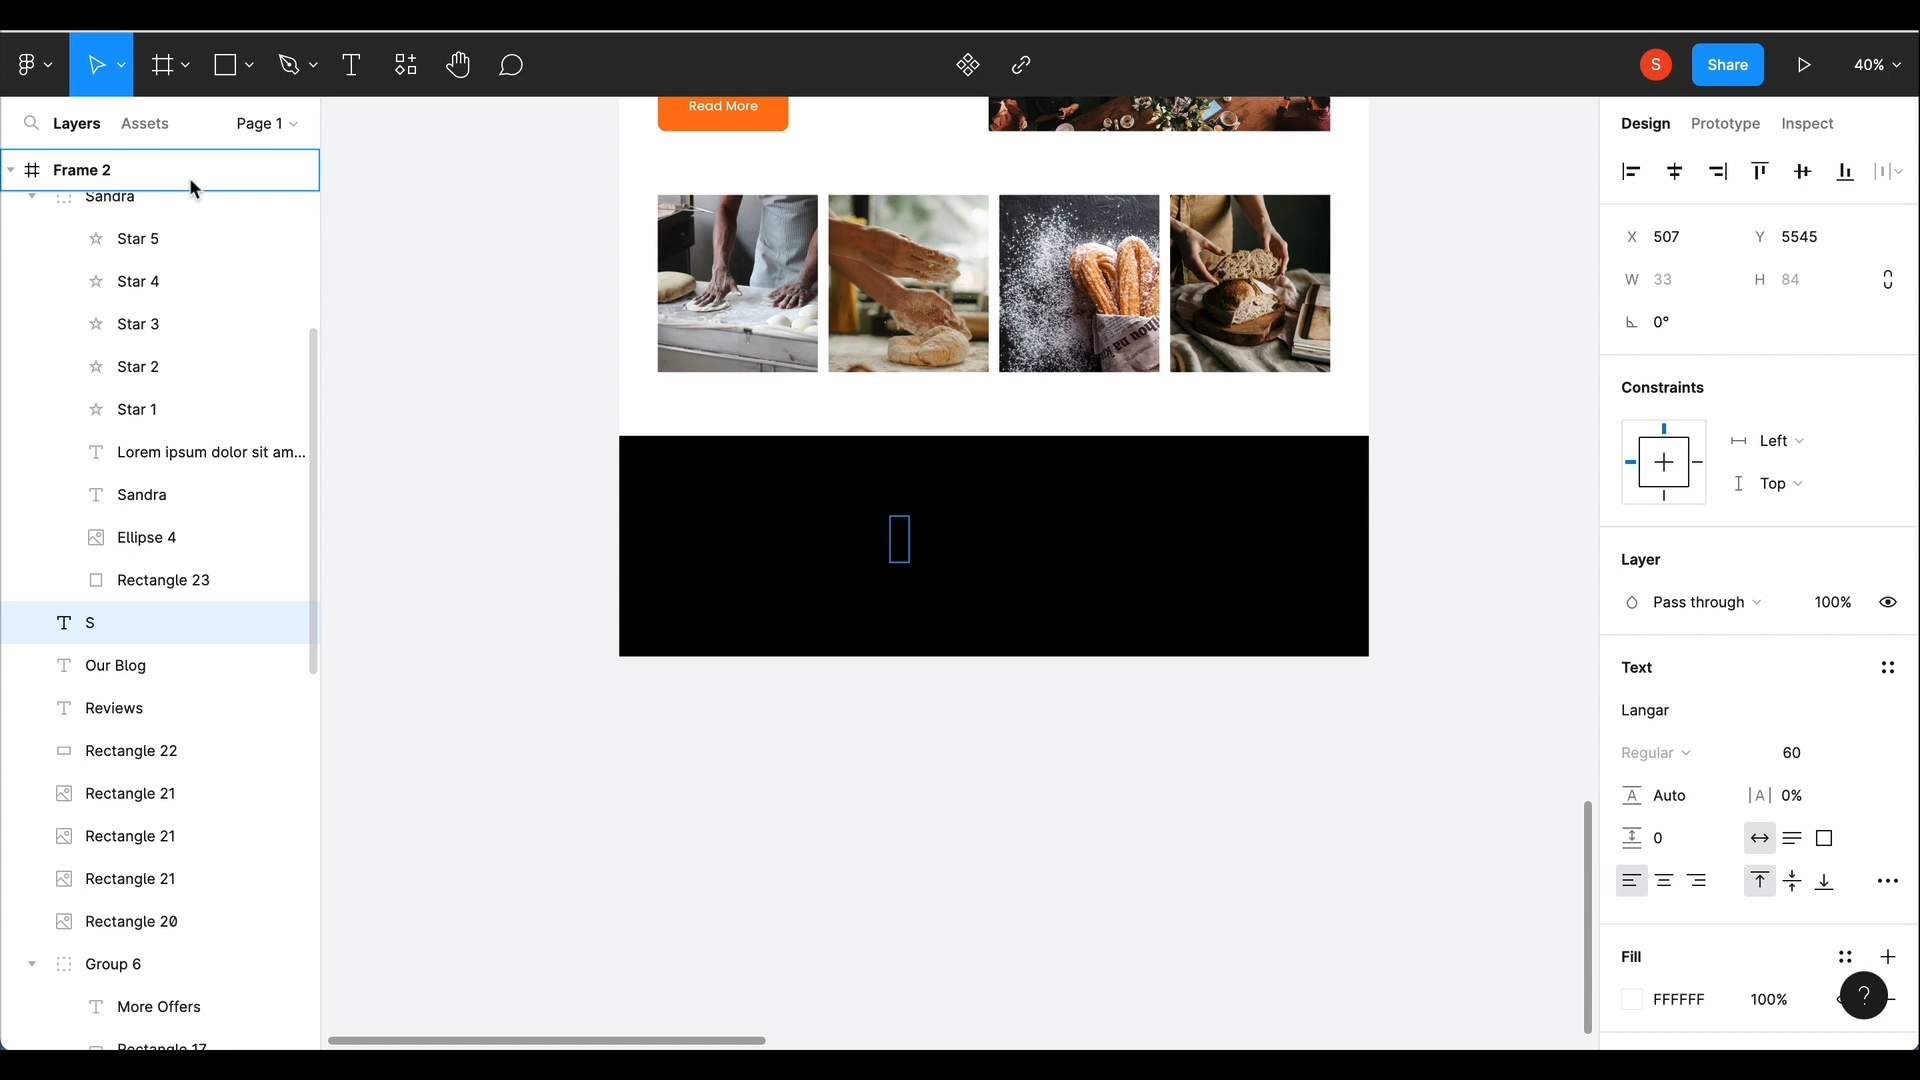 S
Share
40%
Layers
Assets
Page 1
Frame 2
Sandra
Star 5
Star 4
Star 3
Star 2
Star 1
Lorem ipsum dolor sit am...
Sandra
Ellipse 4
Rectangle 23
S
Our Blog
Reviews
Rectangle 22
Rectangle 21
Rectangle 21
Rectangle 21
Rectangle 20
Group 6
More Offers
Rectangle 17
Read More
Design
Prototype
Inspect
X 507
Y 5545
W 33
H 84
0°
Constraints
Left
Top
Layer
Pass through
100%
Text
Langar
Regular
60
A Auto
|A| 0%
0
Fill
FFFFFF
100%
?